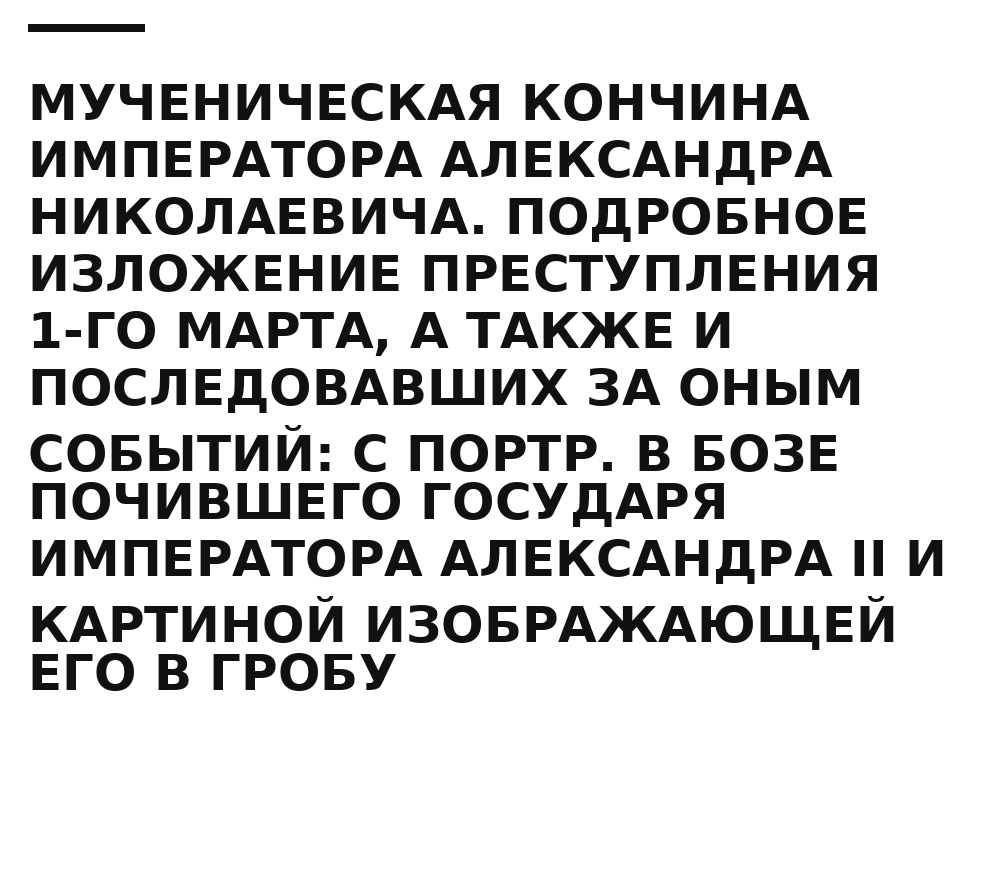 МУЧЕНИЧЕСКАЯ КОНЧИНА
ИМПЕРАТОРА АЛЕКСАНДРА
НИКОЛАЕВИЧА. ПОДРОБНОЕ
ИЗЛОЖЕНИЕ ПРЕСТУПЛЕНИЯ
1-ГО МАРТА, А ТАКЖЕ И
ПОСЛЕДОВАВШИХ ЗА ОНЫМ
СОБЫТИЙ: С ПОРТР. В БОЗЕ
ПОЧИВШЕГО ГОСУДАРЯ
ИМПЕРАТОРА АЛЕКСАНДРА II И
КАРТИНОЙ ИЗОБРАЖАЮЩЕЙ
ЕГО В ГРОБУ